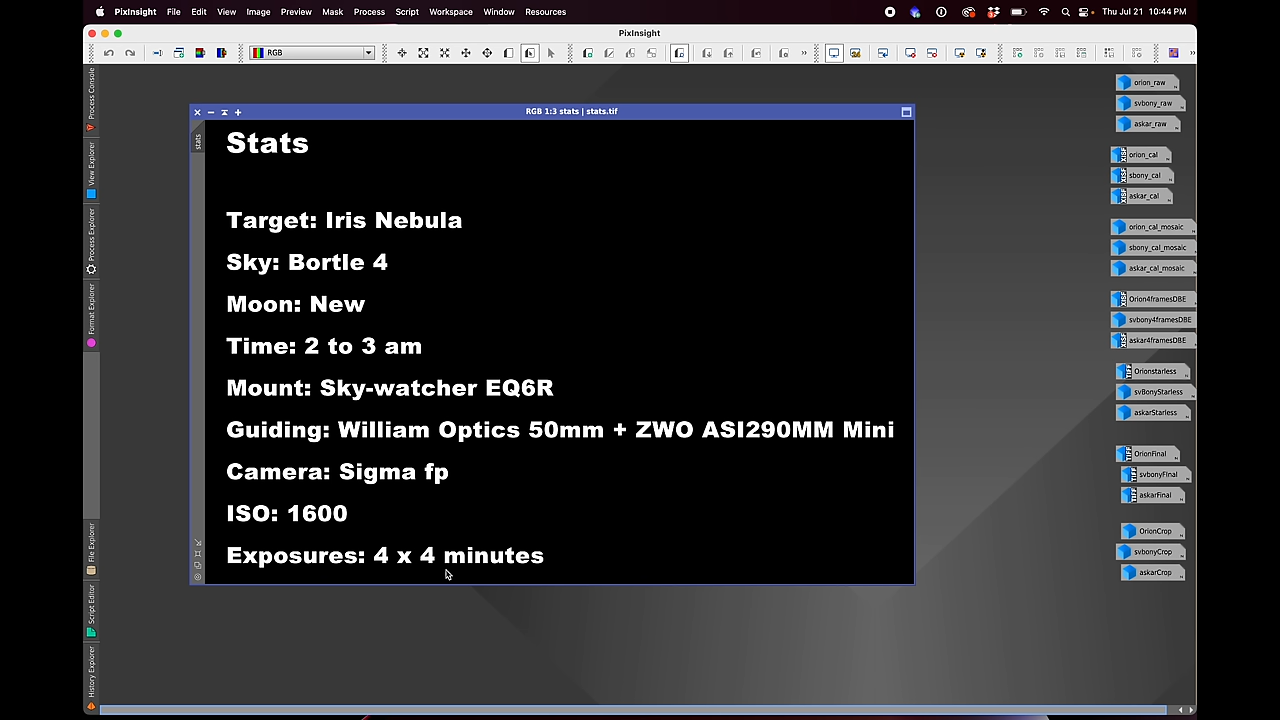 PixInsight File Edit View Image Preview Mask Process Script Workspace Window Resources Thu Jul 21 10:44 PM
PixInsight
RGB
Process Console
View Explorer
Process Explorer
Format Explorer
File Explorer
Script Editor
History Explorer
RGB 1:3 stats | stats.tif
stats
Stats
Target: Iris Nebula
Sky: Bortle 4
Moon: New
Time: 2 to 3 am
Mount: Sky-watcher EQ6R
Guiding: William Optics 50mm + ZWO ASI290MM Mini
Camera: Sigma fp
ISO: 1600
Exposures: 4 x 4 minutes
orion_raw
svbony_raw
askar_raw
orion_cal
sbony_cal
askar_cal
orion_cal_mosaic
sbony_cal_mosaic
askar_cal_mosaic
Orion4framesDBE
svbony4framesDBE
askar4framesDBE
Orionstarless
svBonyStarless
askarStarless
OrionFinal
svbonyFInal
askarFinal
OrionCrop
svbonyCrop
askarCrop